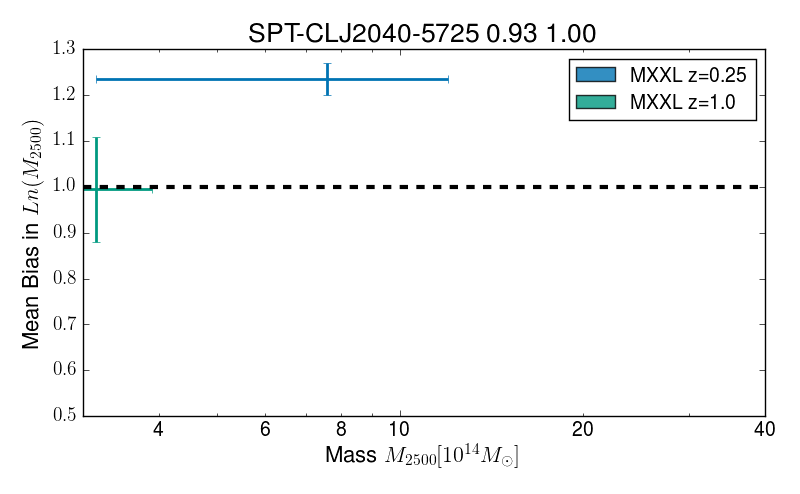 SPT-CLJ2040-5725 0.93 1.00
1.3
1.2
1.1
1.0
0.9
0.8
0.7
0.6
0.5
Mean Bias in Ln(M₂₅₀₀)
MXXL z=0.25
MXXL z=1.0
4 6 8 10 20 40
Mass M₂₅₀₀[10¹⁴M☉]